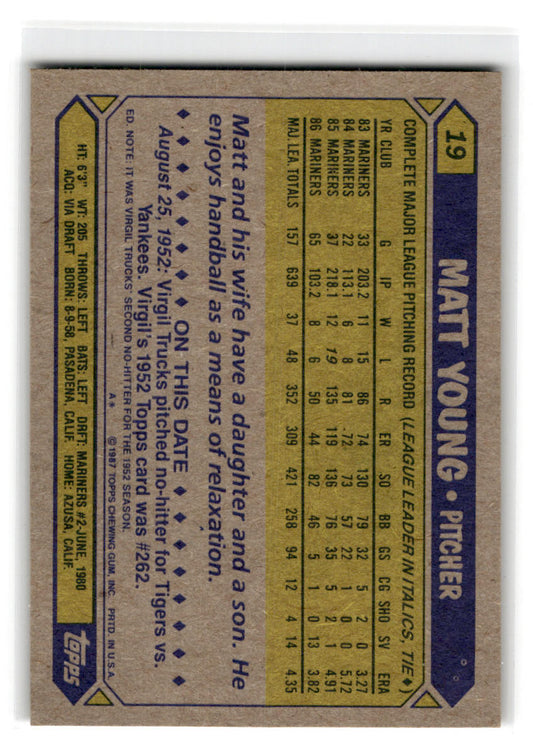 19 MATT YOUNG • PITCHER
COMPLETE MAJOR LEAGUE PITCHING RECORD (LEAGUE LEADER IN ITALICS, TIE♦)
YR CLUB G IP W L R ER SO BB GS CG SHO SV ERA
83 MARINERS 33 203.2 11 15 86 74 130 79 32 5 2 0 3.27
84 MARINERS 22 113.1 6 8 81 72 73 57 22 1 0 0 5.72
85 MARINERS 37 218.1 12 19 135 119 136 76 35 5 2 1 4.91
86 MARINERS 65 103.2 8 6 50 44 82 46 5 1 0 13 3.82
MAJ LEA. TOTALS 157 639 37 48 352 309 421 258 94 12 4 14 4.35
Matt and his wife have a daughter and a son. He
enjoys handball as a means of relaxation.
♦ ♦ ♦ ♦ ♦ ♦ ♦ ON THIS DATE ♦ ♦ ♦ ♦ ♦ ♦ ♦
August 25, 1952: Virgil Trucks pitched no-hitter for Tigers vs.
Yankees. Virgil's 1952 Topps card was #262.
ED. NOTE: IT WAS VIRGIL TRUCKS' SECOND NO-HITTER FOR THE 1952 SEASON.
A* ©1987 TOPPS CHEWING GUM, INC. PRTD. IN U.S.A.
HT: 6'3" WT: 205 THROWS: LEFT BATS: LEFT DRFT: MARINERS #2-JUNE, 1980
ACQ: VIA DRAFT BORN: 8-9-58, PASADENA, CALIF. HOME: AZUSA, CALIF.
TOPPS